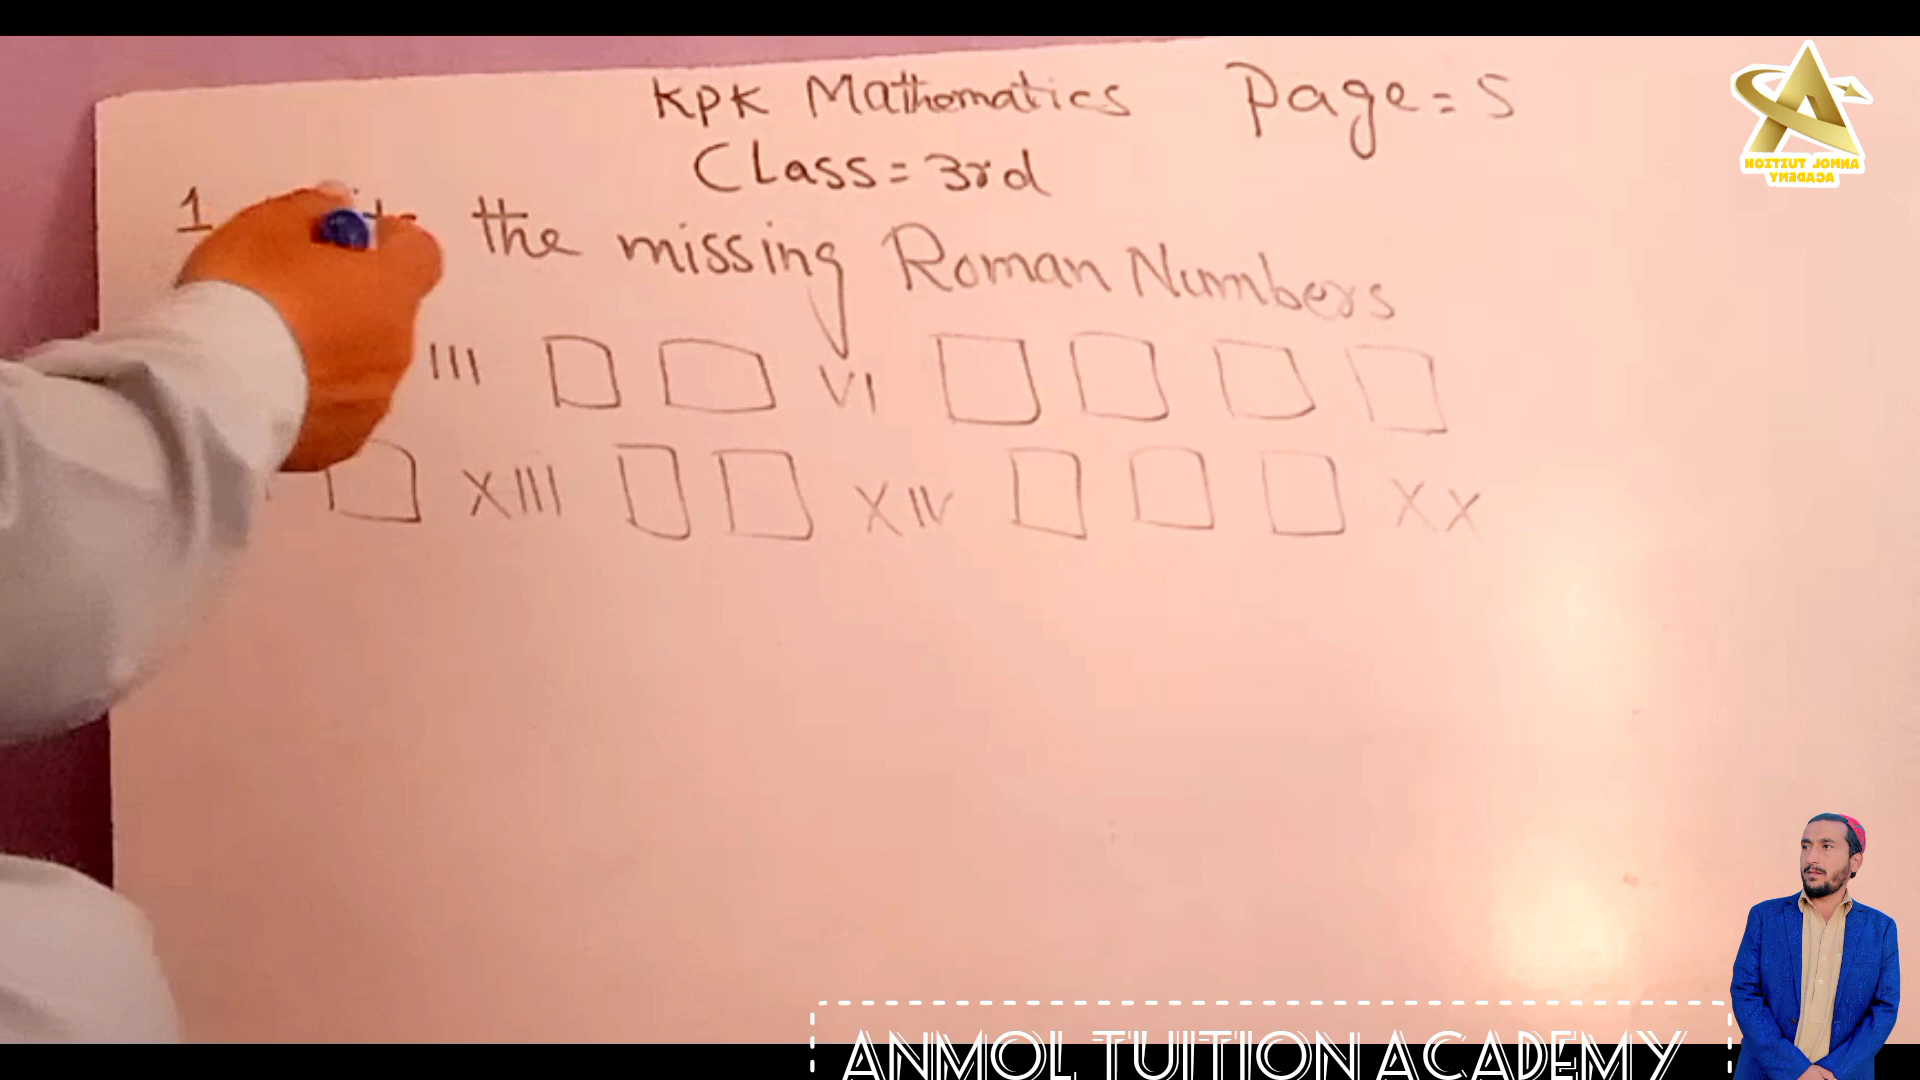 KPK Mathomatics Page = 5
Class = 3rd
1 the missing Roman Numbers
III VI
XIII XIV XX
ANMOL TUITION
ACADEMY
ANMOL TUITION ACADEMY